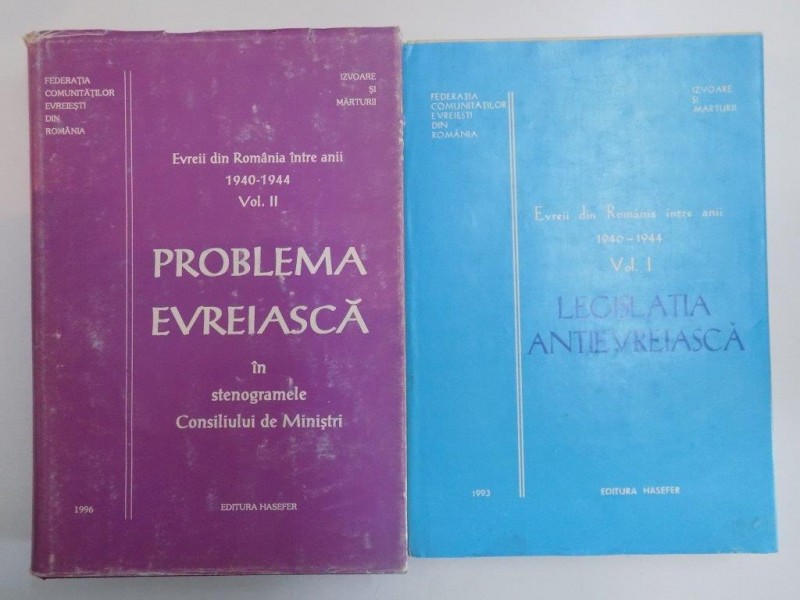 FEDERAȚIA
COMUNITĂȚILOR
EVREIEȘTI
DIN
ROMÂNIA
IZVOARE
ȘI
MĂRTURII
Evreii din România între anii
1940-1944
Vol. II
PROBLEMA
EVREIASCĂ
în
stenogramele
Consiliului de Miniștri
1996
EDITURA HASEFER
FEDERAȚIA
COMUNITĂȚILOR
EVREIEȘTI
DIN
ROMÂNIA
IZVOARE
ȘI
MĂRTURII
Evreii din România între anii
1940-1944
Vol. I
LEGISLAȚIA
ANTIEVREIASCĂ
1993
EDITURA HASEFER